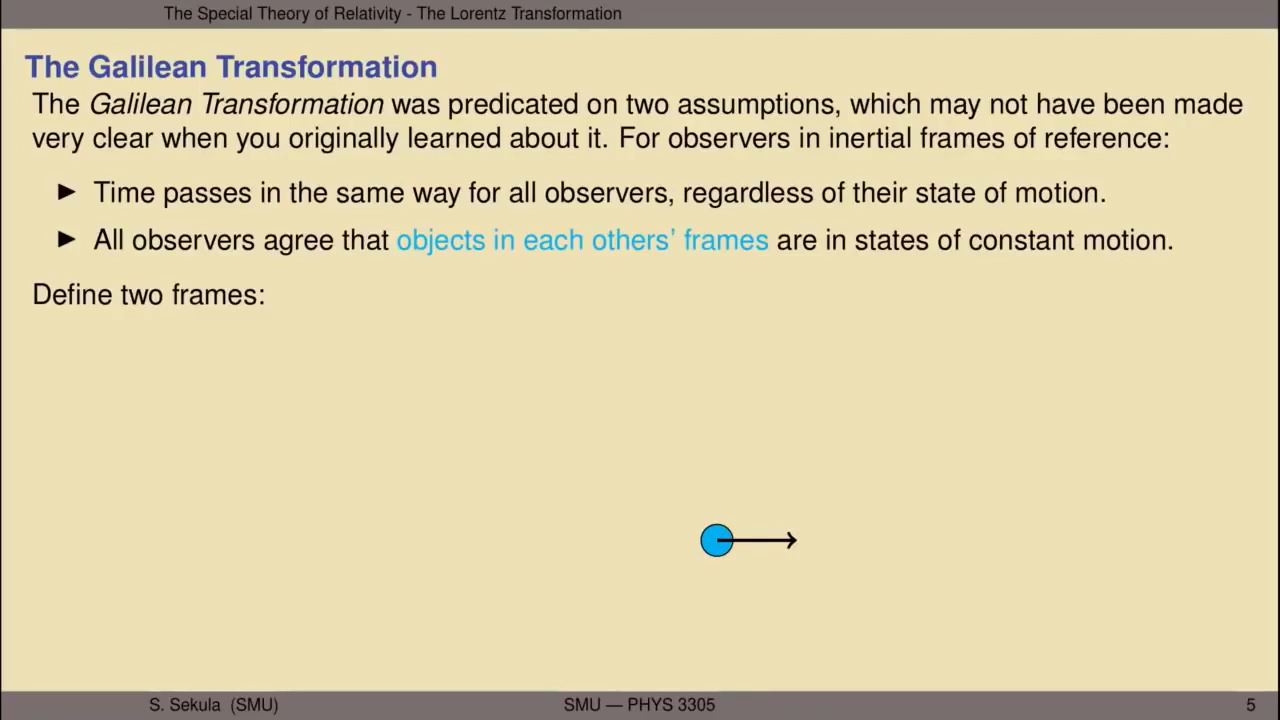 The Special Theory of Relativity - The Lorentz Transformation
The Galilean Transformation
The Galilean Transformation was predicated on two assumptions, which may not have been made
very clear when you originally learned about it. For observers in inertial frames of reference:
▶ Time passes in the same way for all observers, regardless of their state of motion.
▶ All observers agree that objects in each others' frames are in states of constant motion.
Define two frames:
S. Sekula (SMU) SMU — PHYS 3305 5